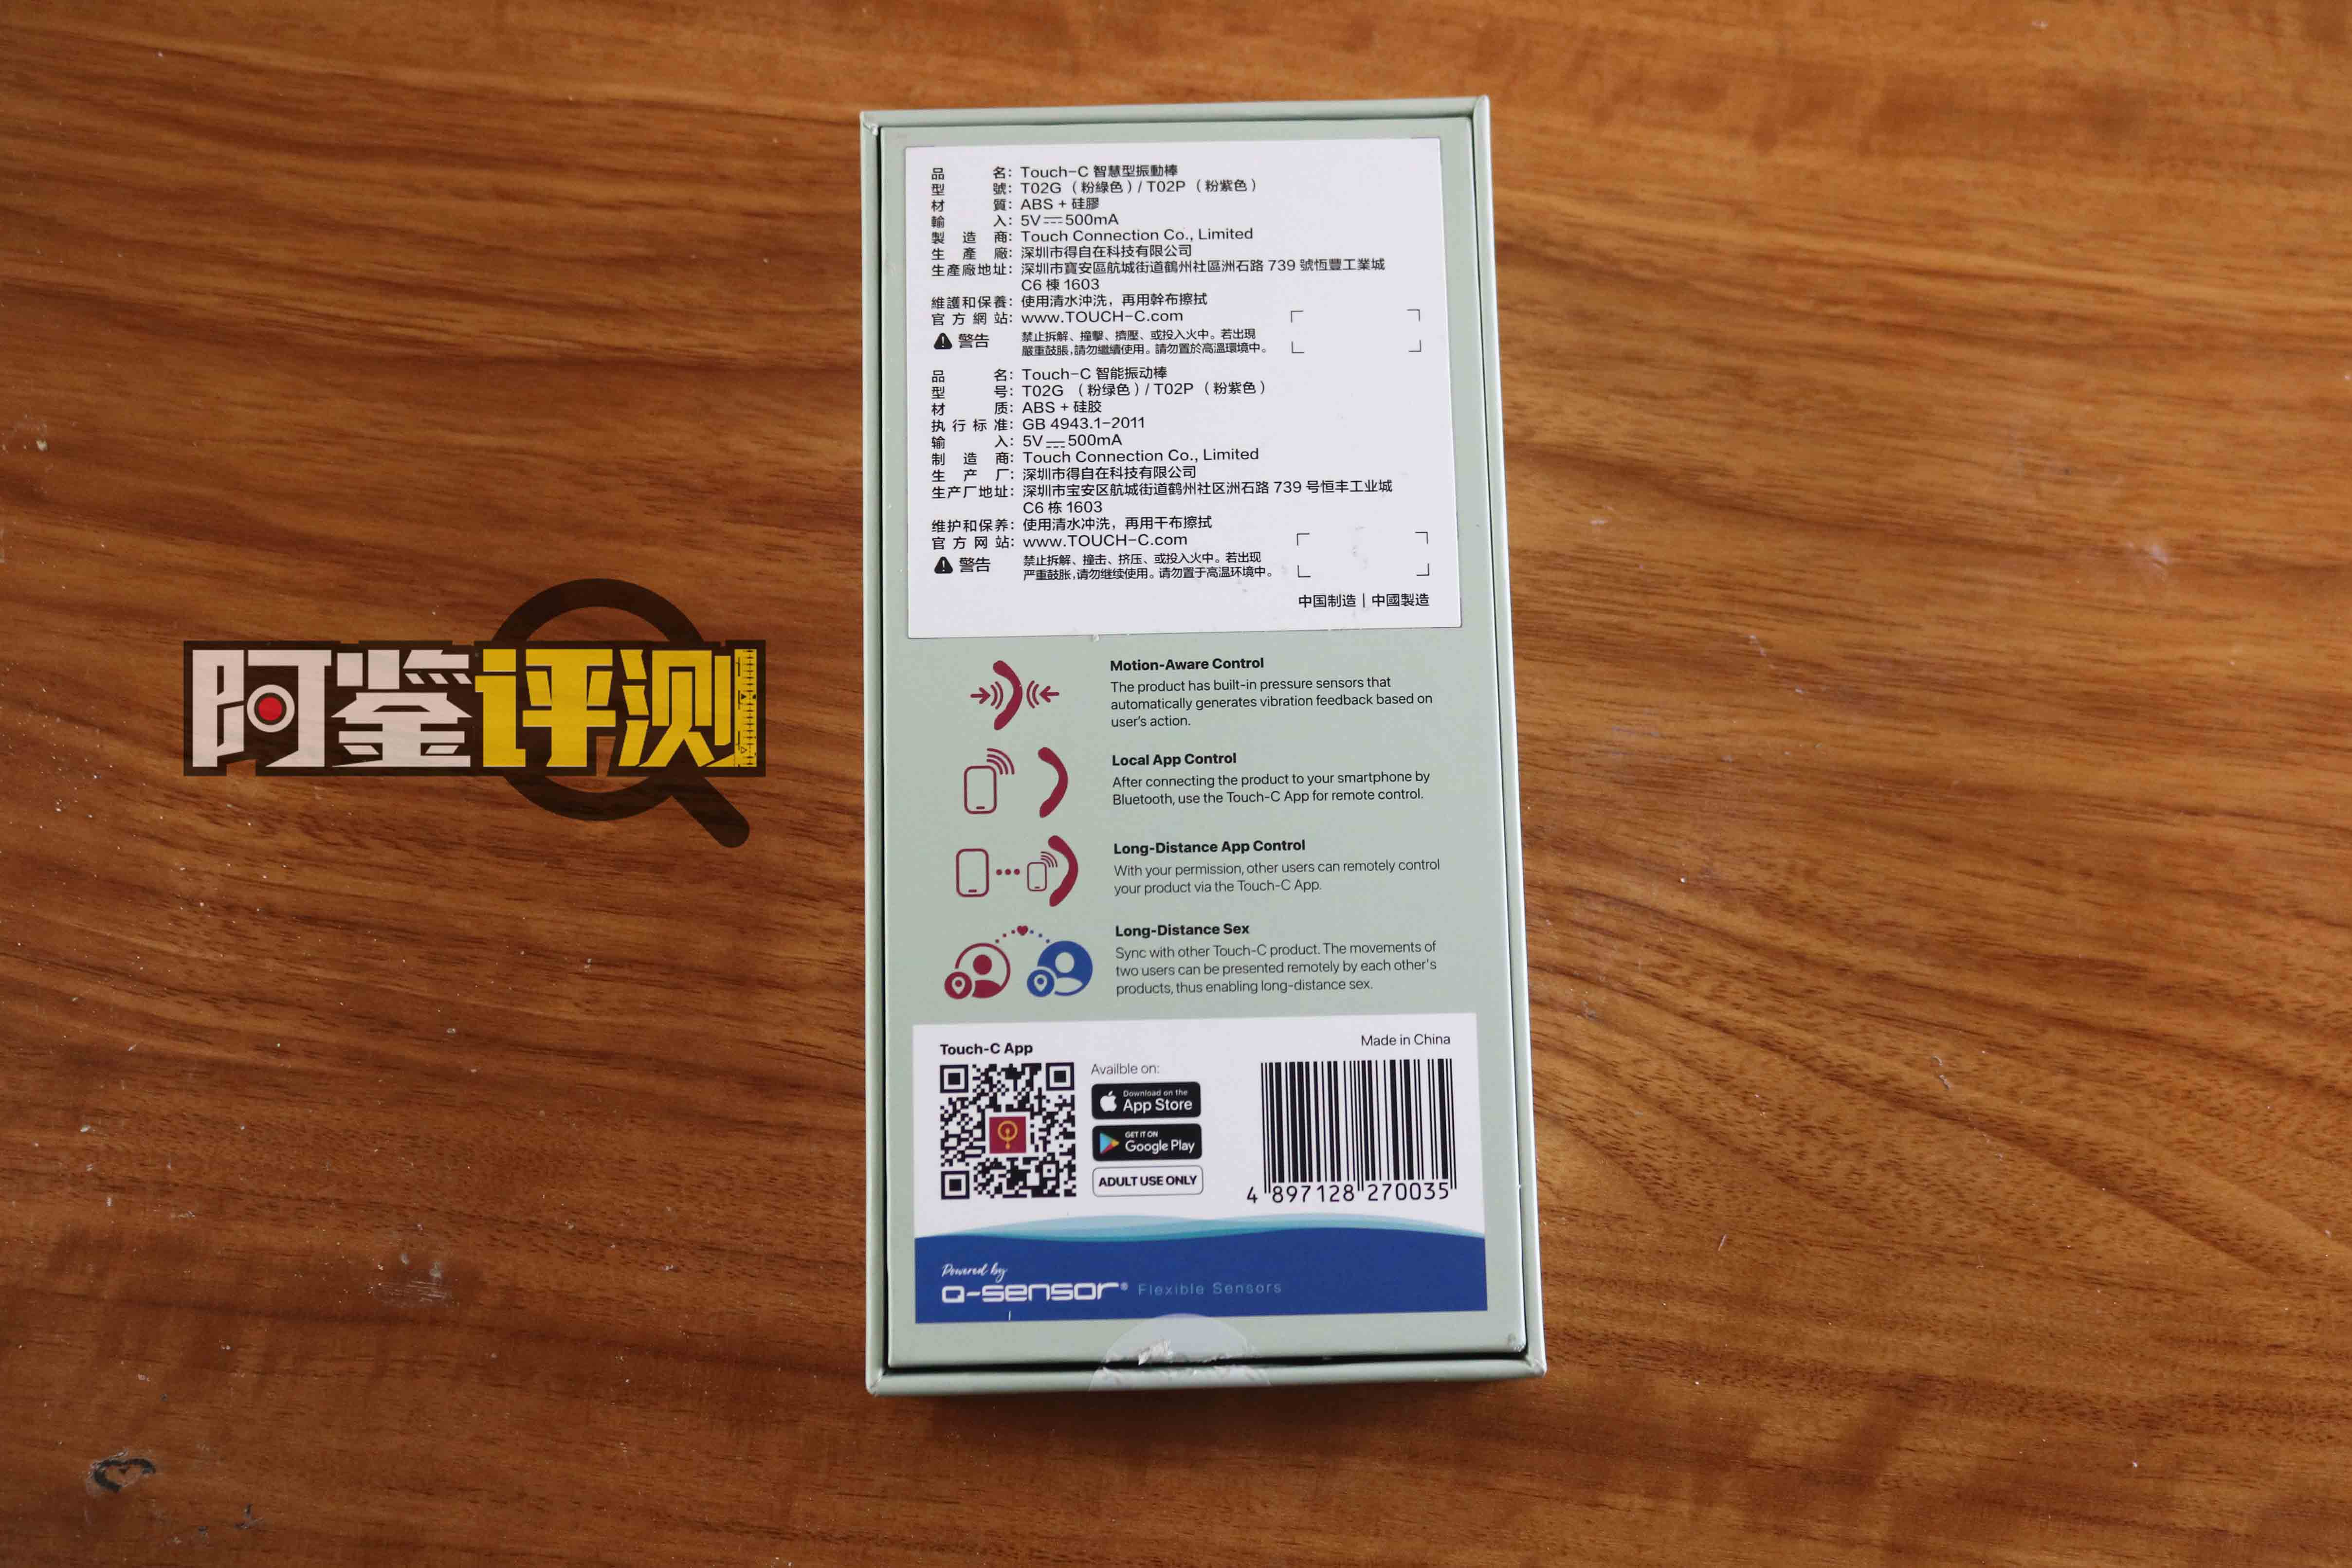 品名：Touch-C 智慧型振動棒
型號：T02G（粉綠色）/ T02P（粉紫色）
材質：ABS + 硅膠
輸入：5V⎓500mA
製造商：Touch Connection Co., Limited
生產廠：深圳市得自在科技有限公司
生產廠地址：深圳市寶安區航城街道鶴州社區洲石路 739 號恆豐工業城
C6 棟 1603
維護和保養：使用清水沖洗，再用幹布擦拭
官方網站：www.TOUCH-C.com
警告 禁止拆解、撞擊、擠壓、或投入火中。若出現
嚴重鼓脹,請勿繼續使用。請勿置於高溫環境中。
品名：Touch-C 智能振动棒
型号：T02G （粉绿色）/ T02P （粉紫色）
材质：ABS + 硅胶
执行标准：GB 4943.1-2011
输入：5V⎓500mA
制造商：Touch Connection Co., Limited
生产厂：深圳市得自在科技有限公司
生产厂地址：深圳市宝安区航城街道鹤州社区洲石路 739 号恒丰工业城
C6 栋 1603
维护和保养：使用清水冲洗，再用干布擦拭
官方网站：www.TOUCH-C.com
警告 禁止拆解、撞击、挤压、或投入火中。若出现
严重鼓胀,请勿继续使用。请勿置于高温环境中。
中国制造 | 中國製造
阿鉴评测
Motion-Aware Control
The product has built-in pressure sensors that
automatically generates vibration feedback based on
user's action.
Local App Control
After connecting the product to your smartphone by
Bluetooth, use the Touch-C App for remote control.
Long-Distance App Control
With your permission, other users can remotely control
your product via the Touch-C App.
Long-Distance Sex
Sync with other Touch-C product. The movements of
two users can be presented remotely by each other's
products, thus enabling long-distance sex.
Touch-C App
Availble on:
Download on the
App Store
GET IT ON
Google Play
ADULT USE ONLY
Made in China
4 897128 270035
Powered by
Q-sensor® Flexible Sensors